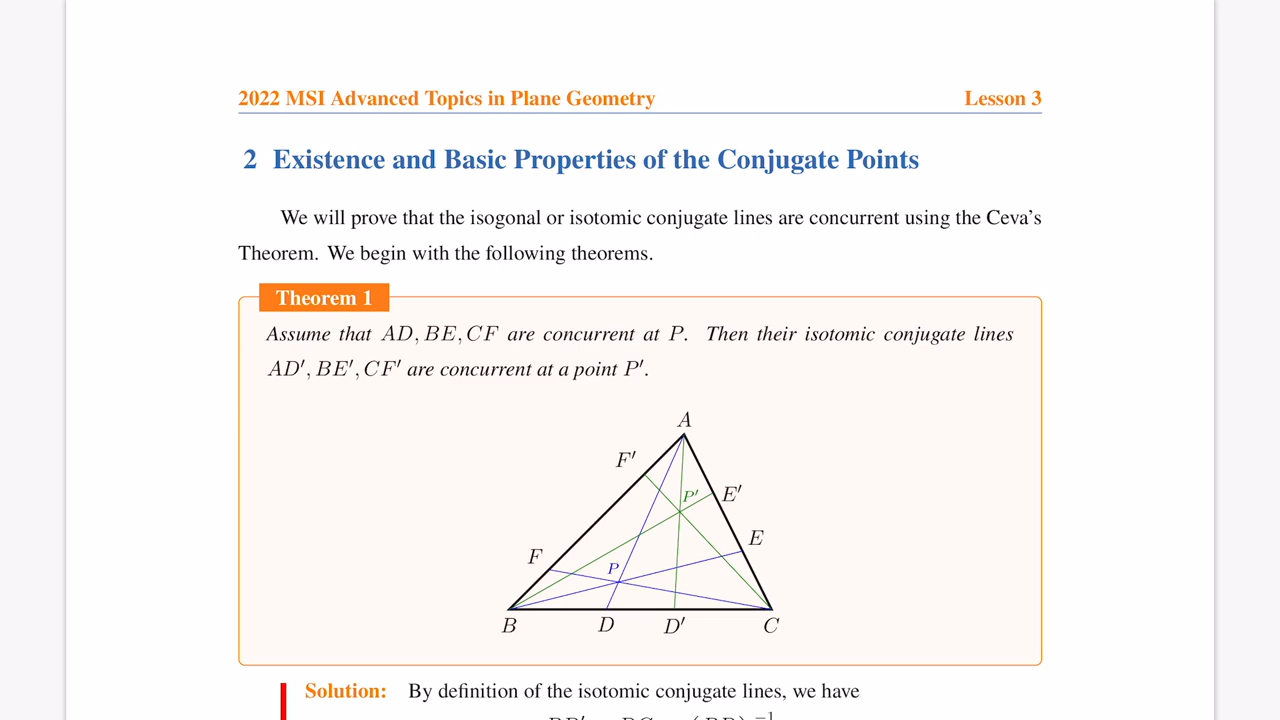 2022 MSI Advanced Topics in Plane Geometry Lesson 3
2 Existence and Basic Properties of the Conjugate Points
We will prove that the isogonal or isotomic conjugate lines are concurrent using the Ceva's
Theorem. We begin with the following theorems.
Theorem 1
Assume that AD, BE, CF are concurrent at P. Then their isotomic conjugate lines
AD′, BE′, CF′ are concurrent at a point P′.
A
F′
P′ E′
E
F
P
B D D′ C
Solution: By definition of the isotomic conjugate lines, we have